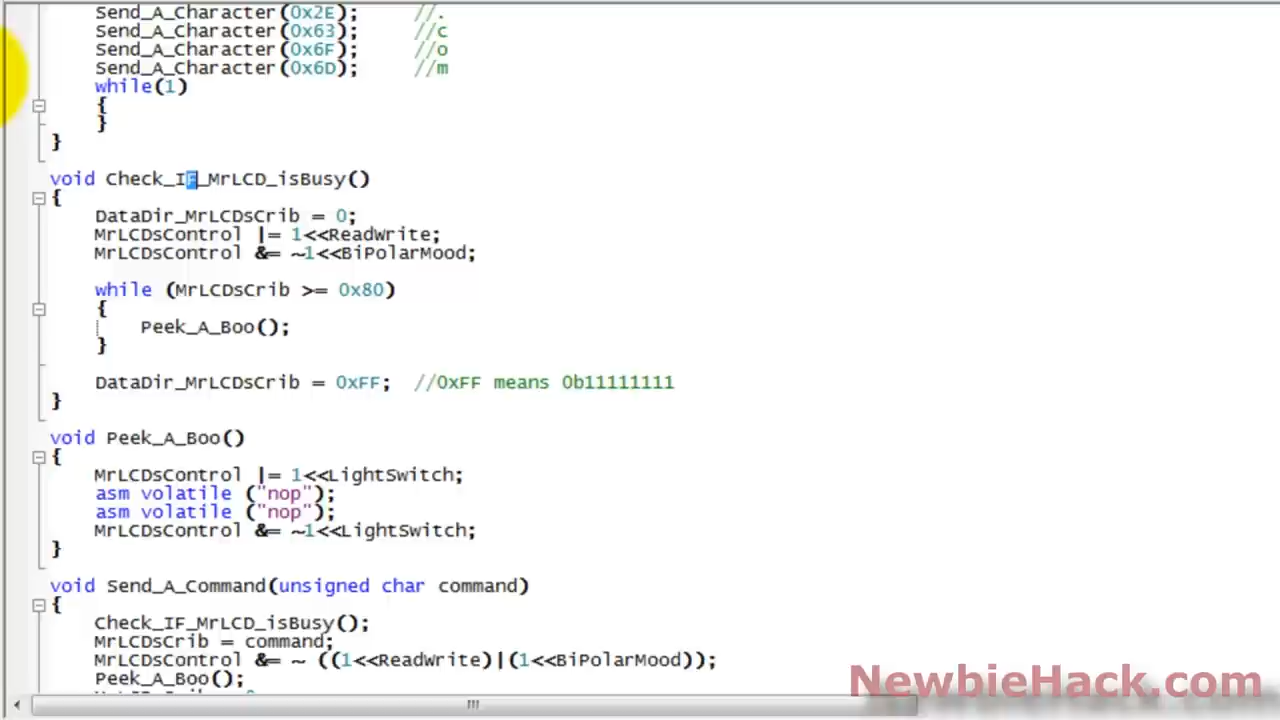 Send_A_Character(0x2E); //.
Send_A_Character(0x63); //c
Send_A_Character(0x6F); //o
Send_A_Character(0x6D); //m
while(1)
{
}
}
void Check_IF_MrLCD_isBusy()
{
DataDir_MrLCDsCrib = 0;
MrLCDsControl |= 1<<ReadWrite;
MrLCDsControl &= ~1<<BiPolarMood;
while (MrLCDsCrib >= 0x80)
{
Peek_A_Boo();
}
DataDir_MrLCDsCrib = 0xFF; //0xFF means 0b11111111
}
void Peek_A_Boo()
{
MrLCDsControl |= 1<<LightSwitch;
asm volatile ("nop");
asm volatile ("nop");
MrLCDsControl &= ~1<<LightSwitch;
}
void Send_A_Command(unsigned char command)
{
Check_IF_MrLCD_isBusy();
MrLCDsCrib = command;
MrLCDsControl &= ~ ((1<<ReadWrite)|(1<<BiPolarMood));
Peek_A_Boo();
NewbieHack.com